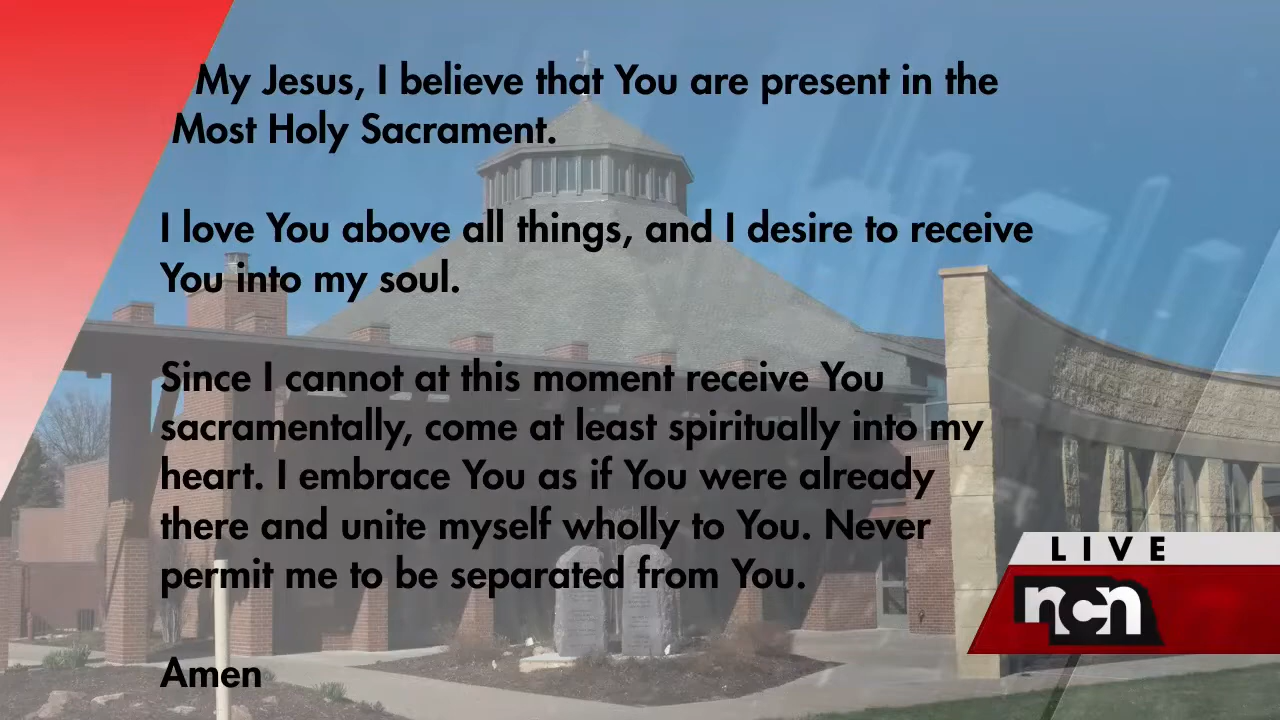 My Jesus, I believe that You are present in the
Most Holy Sacrament.
I love You above all things, and I desire to receive
You into my soul.
Since I cannot at this moment receive You
sacramentally, come at least spiritually into my
heart. I embrace You as if You were already
there and unite myself wholly to You. Never
permit me to be separated from You.
Amen
LIVE
ncn